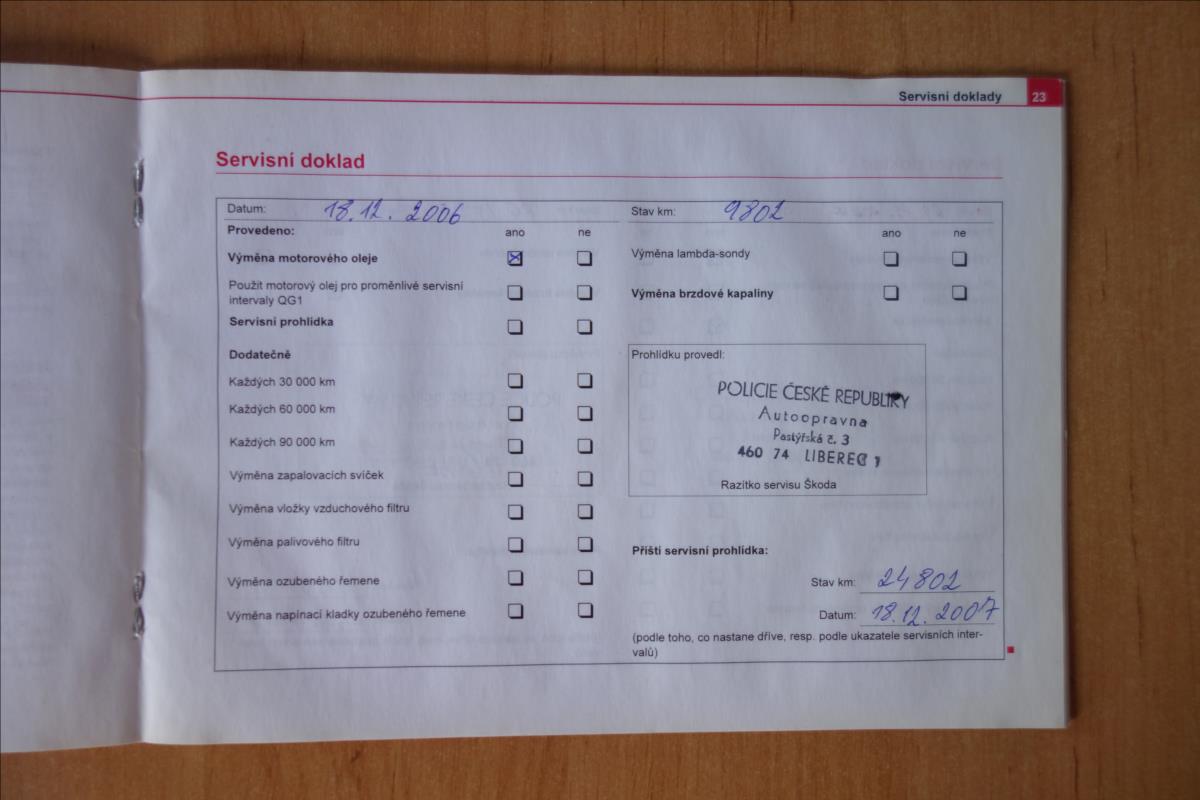 Servisní doklady 23
Servisní doklad
Datum: 18.12. 2006
Provedeno: ano ne
Výměna motorového oleje
Použit motorový olej pro proměnlivé servisní
intervaly QG1
Servisní prohlídka
Dodatečně
Každých 30 000 km
Každých 60 000 km
Každých 90 000 km
Výměna zapalovacích svíček
Výměna vložky vzduchového filtru
Výměna palivového filtru
Výměna ozubeného řemene
Výměna napínací kladky ozubeného řemene
Stav km: 9802
ano ne
Výměna lambda-sondy
Výměna brzdové kapaliny
Prohlídku provedl:
POLICIE ČESKÉ REPUBLIKY
Autoopravna
Pastýřská č. 3
460 74 LIBEREC 1
Razítko servisu Škoda
Příští servisní prohlídka:
Stav km: 24802
Datum: 18.12.2007
(podle toho, co nastane dříve, resp. podle ukazatele servisních inter-
valů)